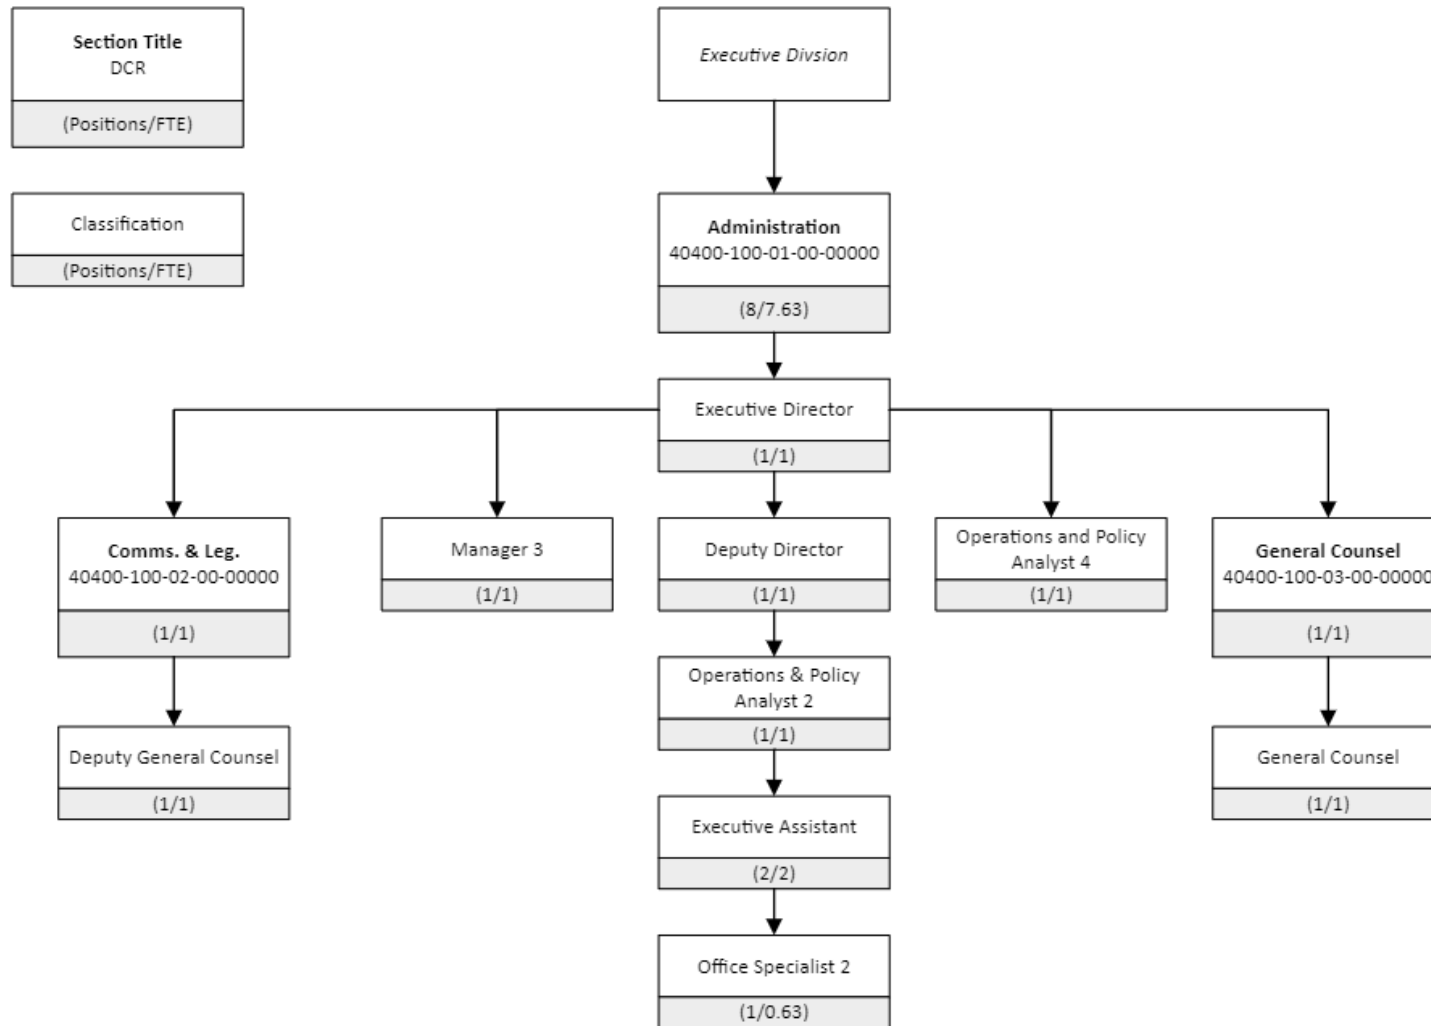 Section Title
DCR
(Positions/FTE)
Classification
(Positions/FTE)
Executive Divsion
Administration
40400-100-01-00-00000
(8/7.63)
Executive Director
(1/1)
Comms. & Leg.
40400-100-02-00-00000
(1/1)
Deputy General Counsel
(1/1)
Manager 3
(1/1)
Deputy Director
(1/1)
Operations & Policy
Analyst 2
(1/1)
Executive Assistant
(2/2)
Office Specialist 2
(1/0.63)
Operations and Policy
Analyst 4
(1/1)
General Counsel
40400-100-03-00-00000
(1/1)
General Counsel
(1/1)